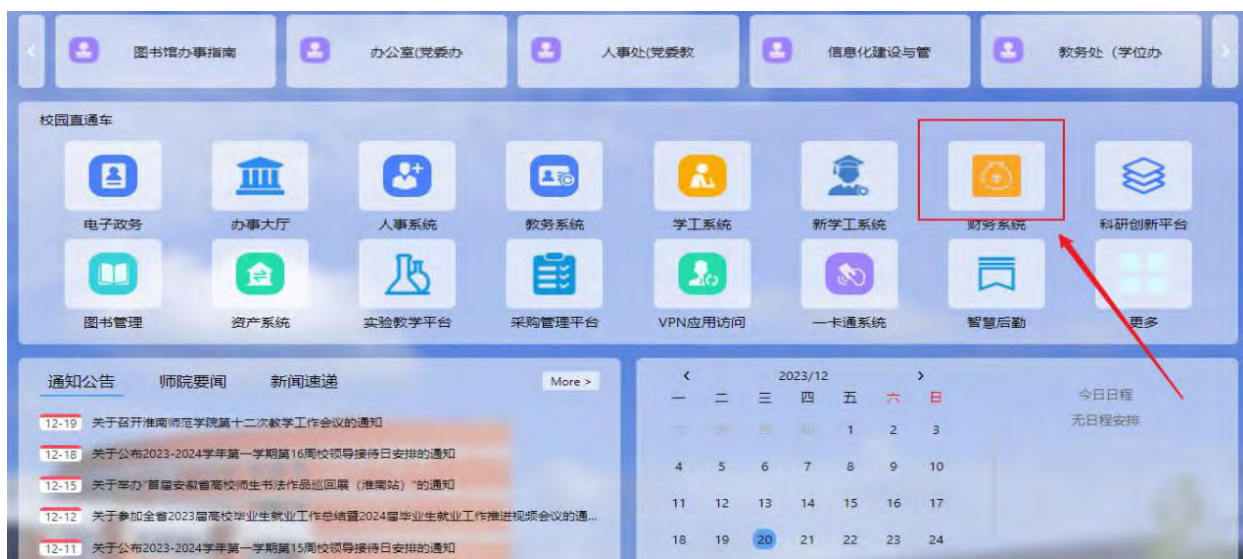 图书馆办事指南 办公室(党委办 人事处(党委教 信息化建设与管 教务处（学位办
校园直通车
电子政务 办事大厅 人事系统 教务系统 学工系统 新学工系统 财务系统 科研创新平台
图书管理 资产系统 实验教学平台 采购管理平台 VPN应用访问 一卡通系统 智慧后勤 更多
通知公告 师院要闻 新闻速递 More >
12-19 关于召开淮南师范学院第十二次教学工作会议的通知
12-18 关于公布2023-2024学年第一学期第16周校领导接待日安排的通知
12-15 关于举办“首届安徽省高校师生书法作品巡回展（淮南站）”的通知
12-12 关于参加全省2023届高校毕业生就业工作总结暨2024届毕业生就业工作推进视频会议的通...
12-11 关于公布2023-2024学年第一学期第15周校领导接待日安排的通知
2023/12
一 二 三 四 五 六 日
1 2 3
4 5 6 7 8 9 10
11 12 13 14 15 16 17
18 19 20 21 22 23 24
今日日程
无日程安排